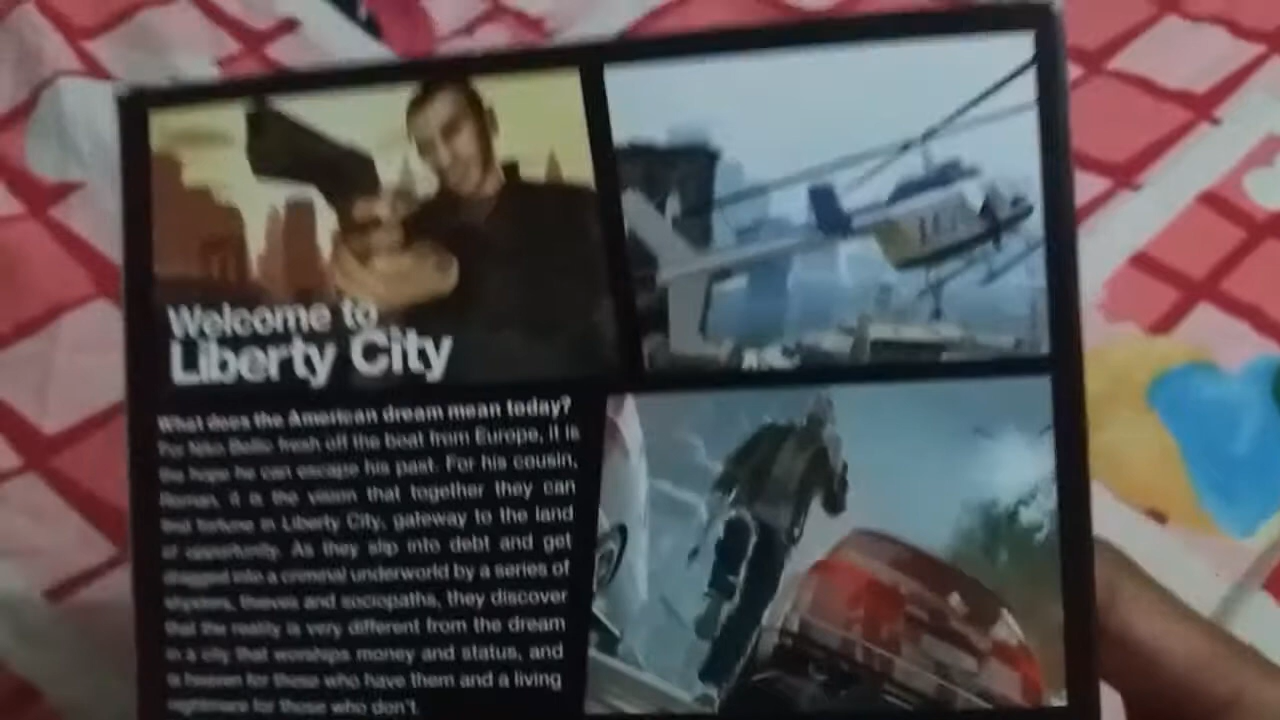 Welcome to
Liberty City
What does the American dream mean today?
For Niko Bellic fresh off the boat from Europe, it is
the hope he can escape his past. For his cousin,
Roman, it is the vision that together they can
find fortune in Liberty City, gateway to the land
of opportunity. As they slip into debt and get
dragged into a criminal underworld by a series of
shysters, thieves and sociopaths, they discover
that the reality is very different from the dream
in a city that worships money and status, and
is heaven for those who have them and a living
nightmare for those who don't.